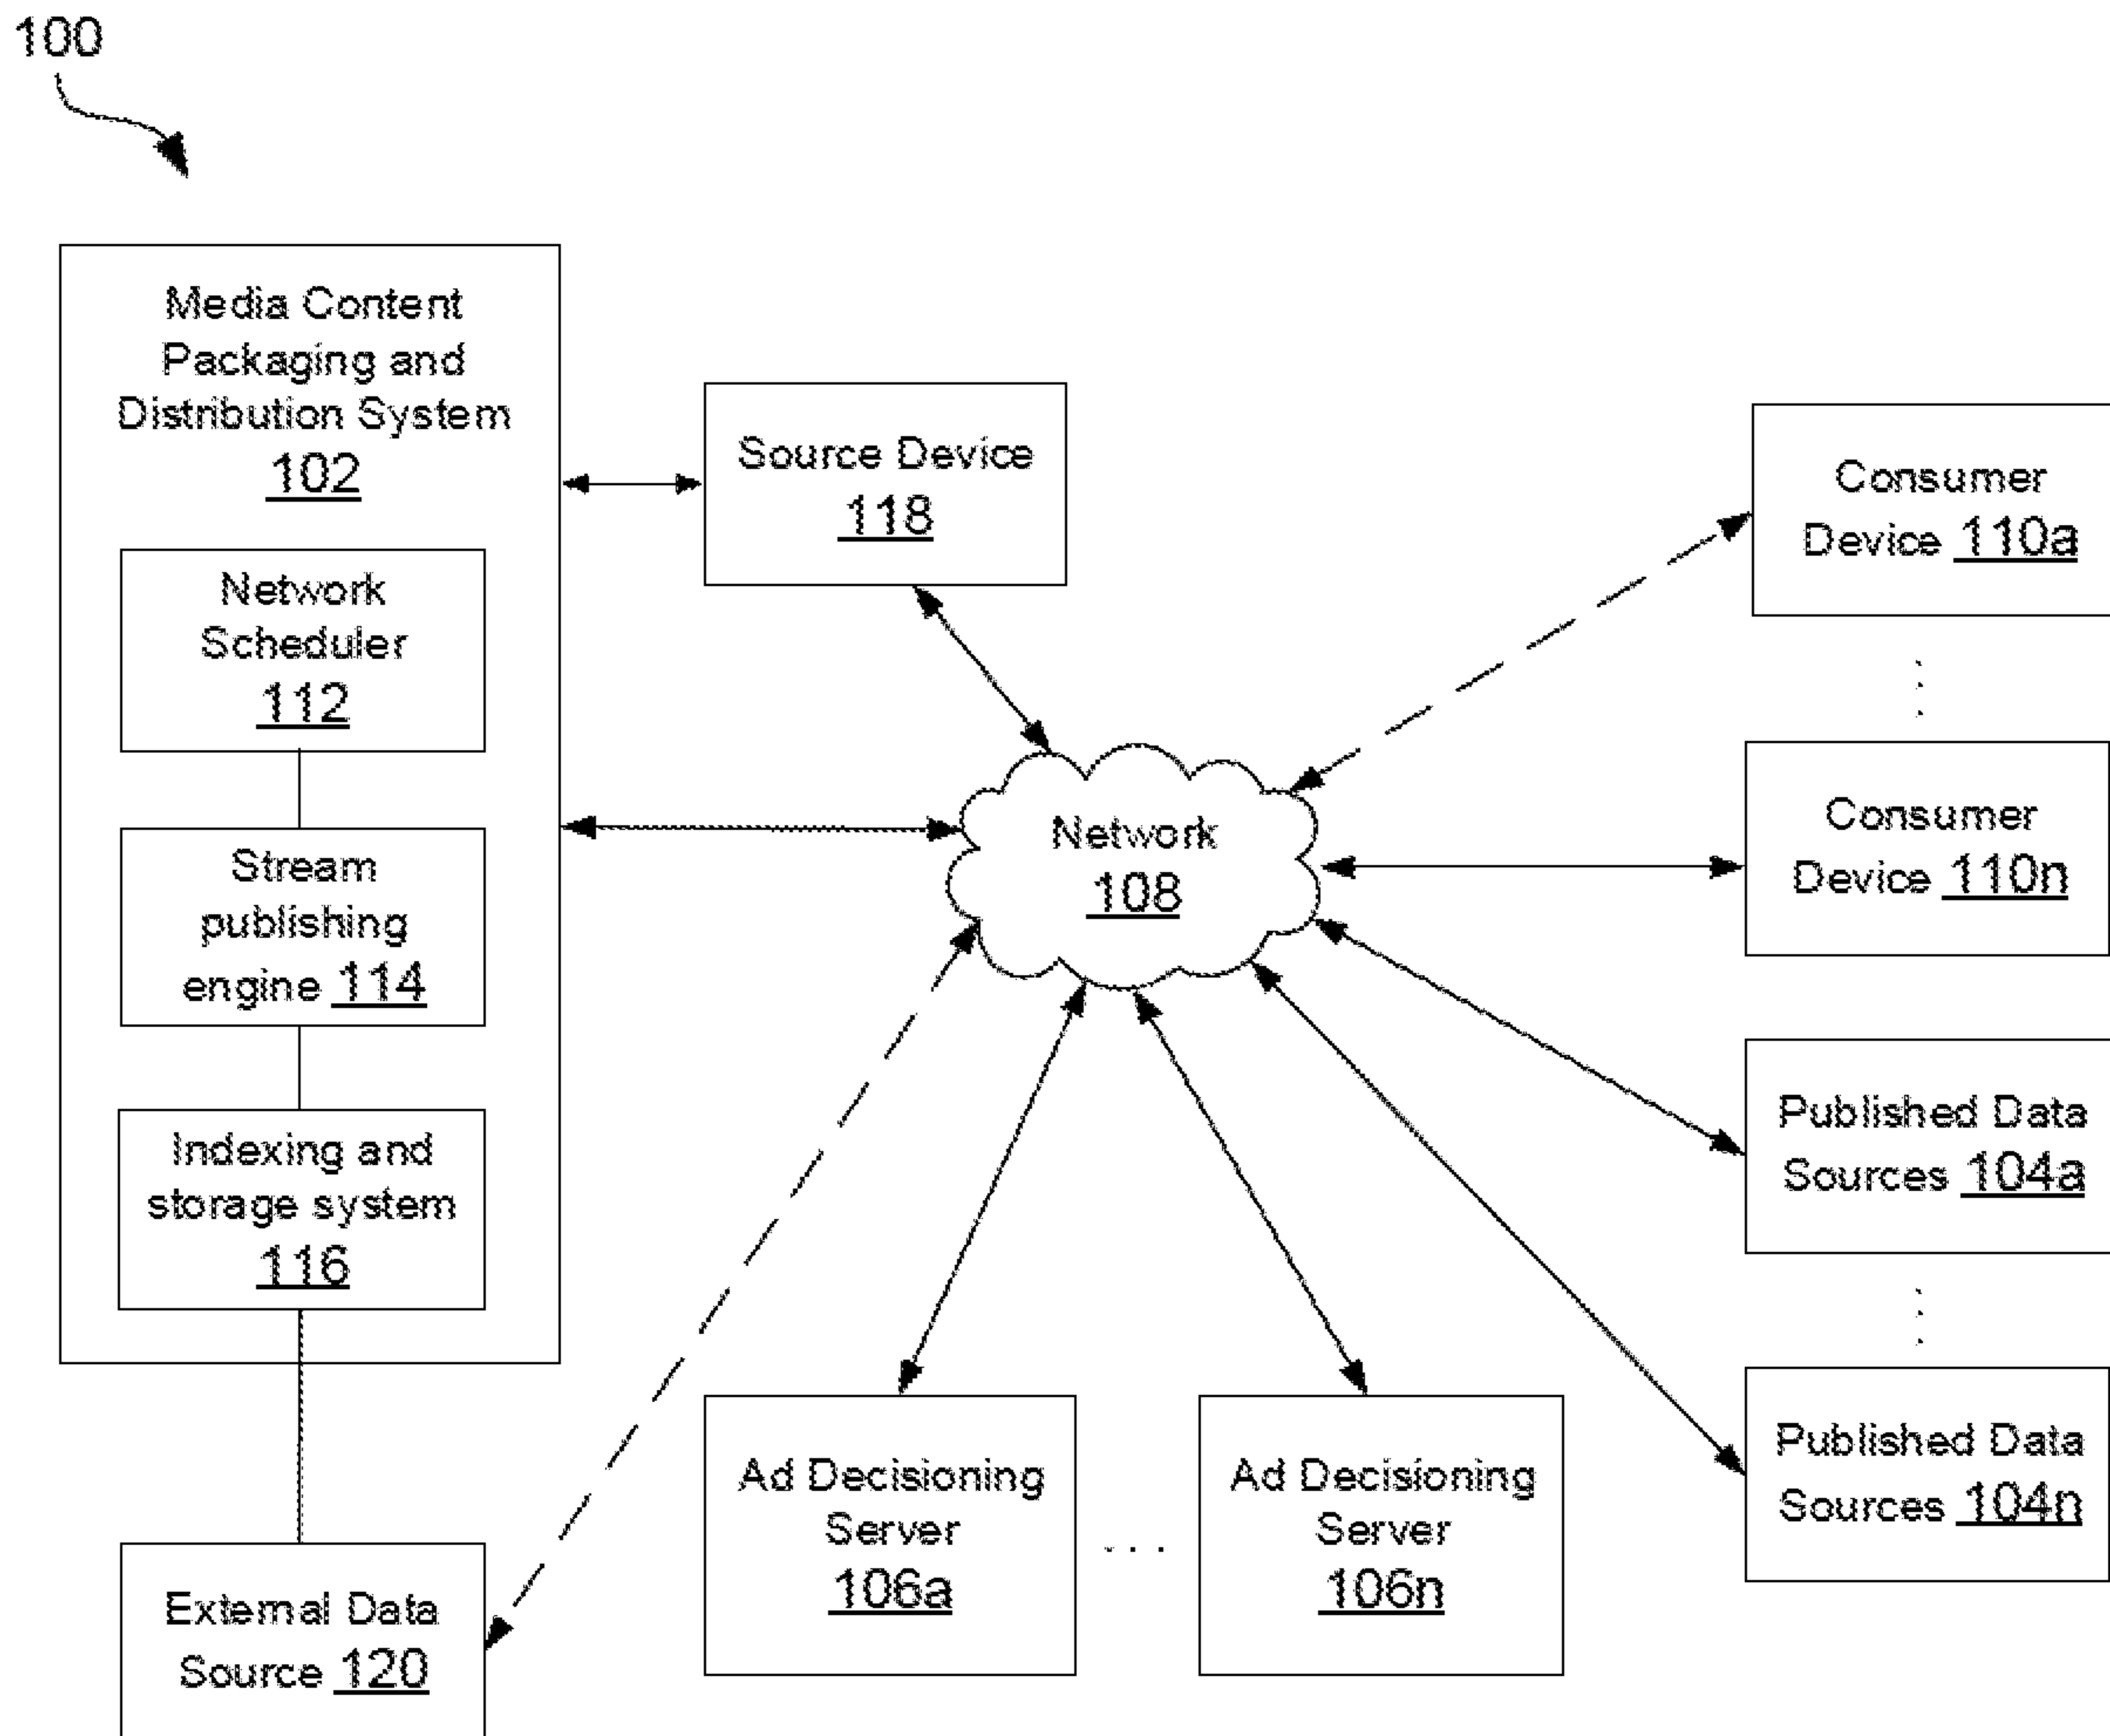 100
Media Content
Packaging and
Distribution System
102
Network
Scheduler
112
Stream
publishing
engine 114
Indexing and
storage system
116
External Data
Source 120
Source Device
118
Network
108
Ad Decisioning
Server
106a
. . .
Ad Decisioning
Server
106n
Consumer
Device 110a
Consumer
Device 110n
Published Data
Sources 104a
Published Data
Sources 104n